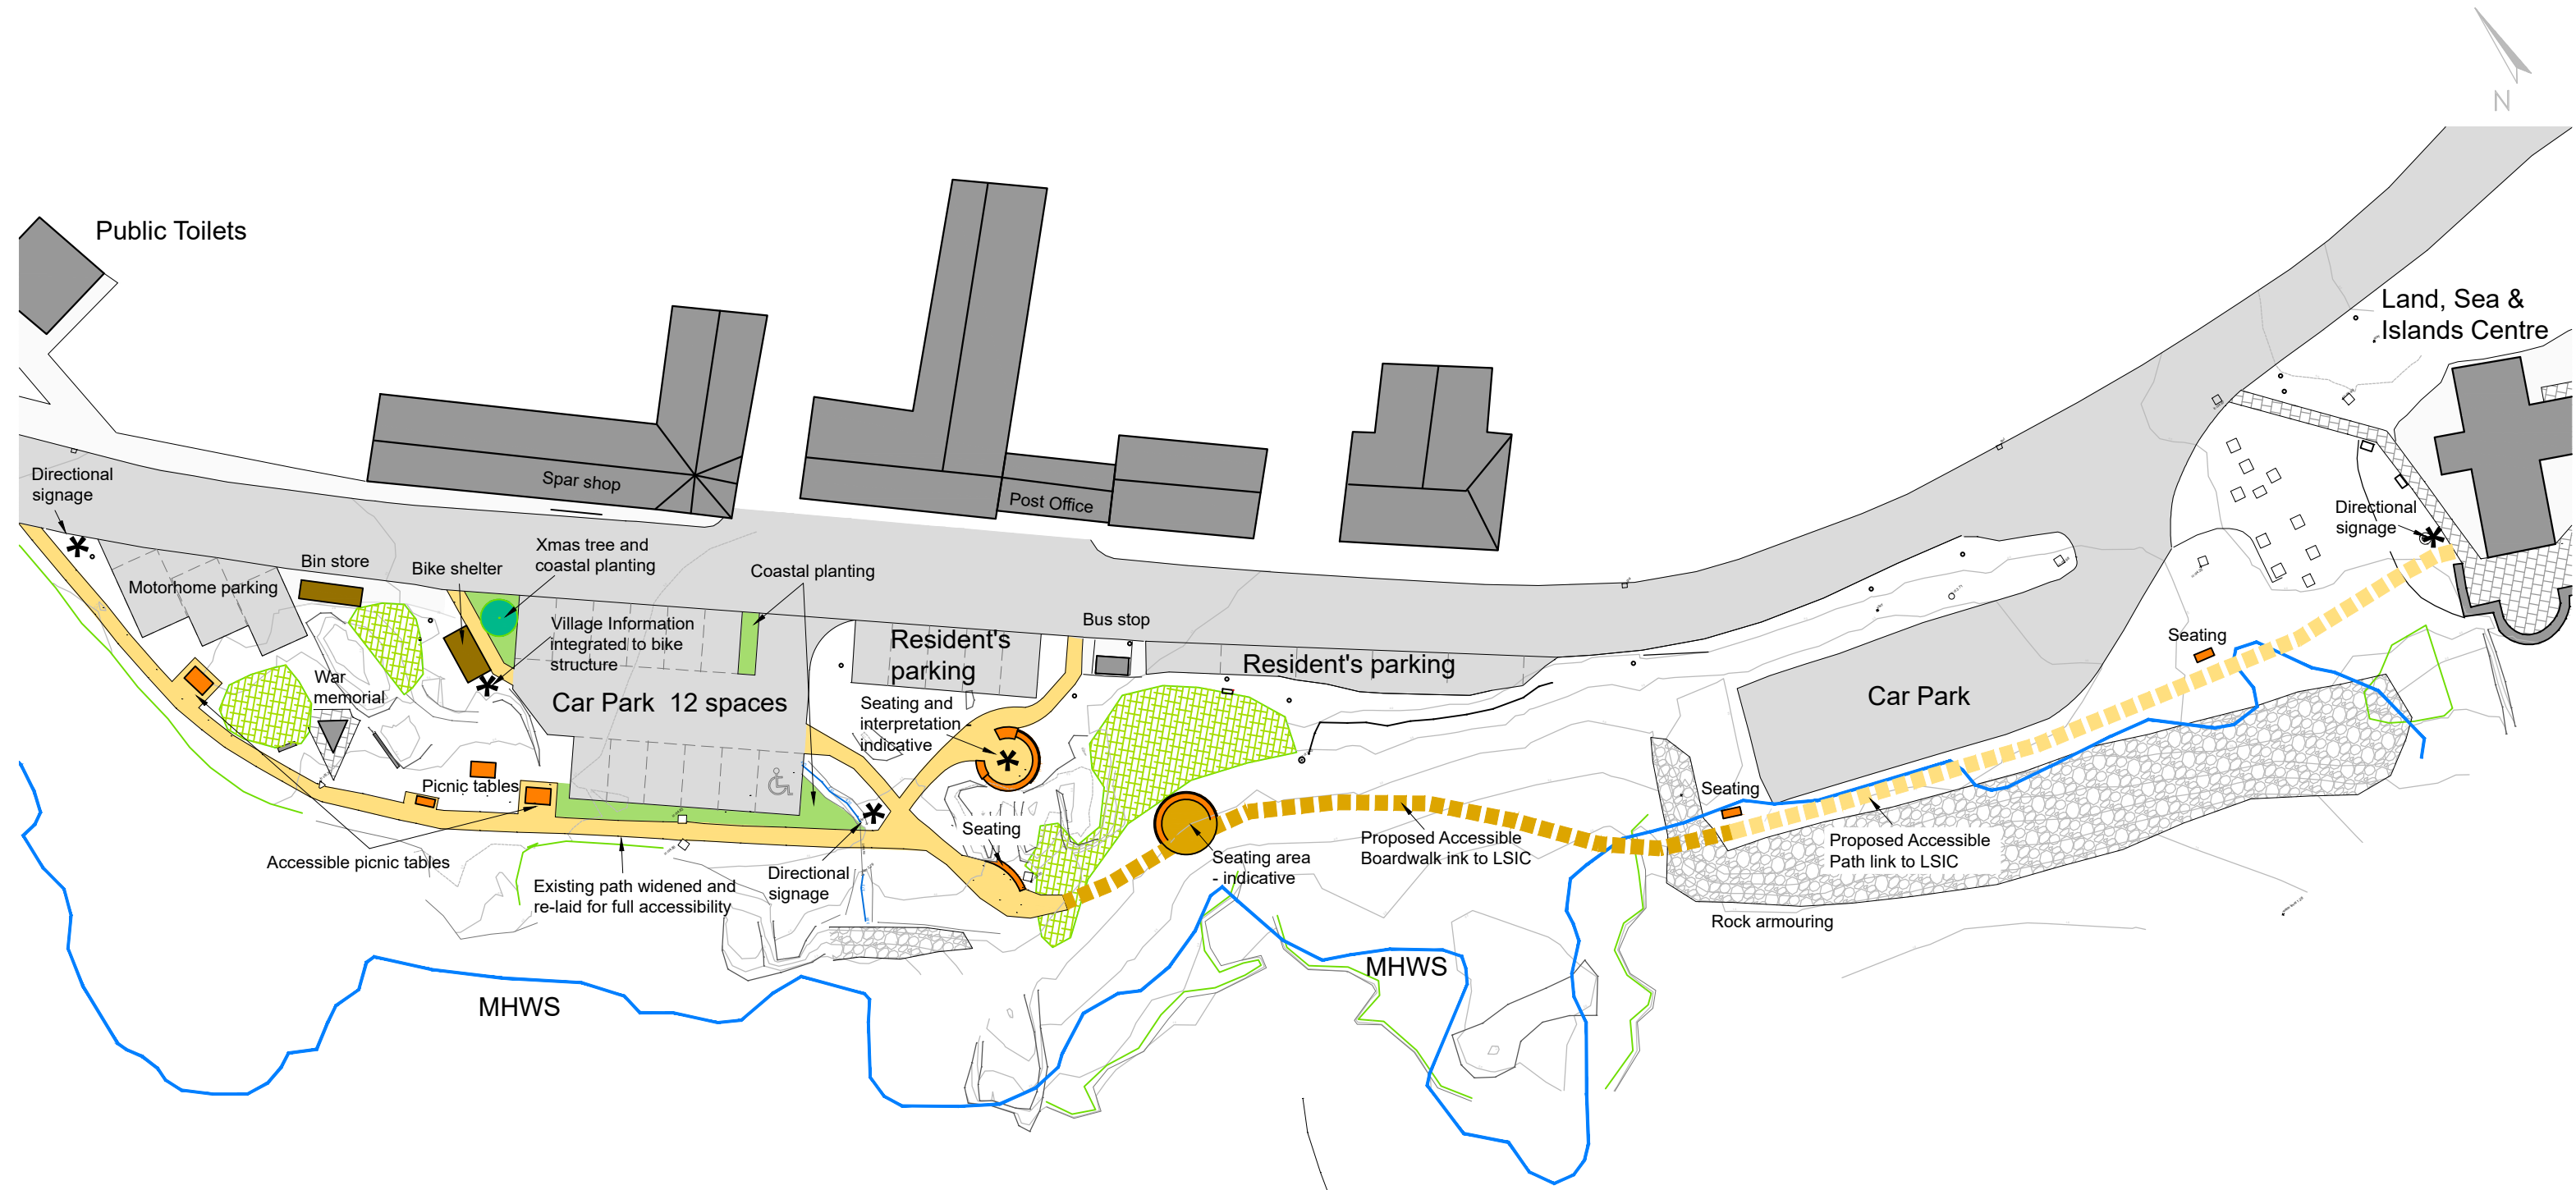 N
Public Toilets
Land, Sea &
Islands Centre
Spar shop
Post Office
Directional
signage
Motorhome parking
Bin store
Bike shelter
Xmas tree and
coastal planting
Coastal planting
Village Information
integrated to bike
structure
Car Park 12 spaces
Resident's
parking
Bus stop
Resident's parking
Car Park
Seating
Directional
signage
War
memorial
Seating and
interpretation -
indicative
Picnic tables
Accessible picnic tables
Existing path widened and
re-laid for full accessibility
Directional
signage
Seating
Seating area
- indicative
Proposed Accessible
Boardwalk ink to LSIC
Seating
Proposed Accessible
Path link to LSIC
Rock armouring
MHWS
MHWS